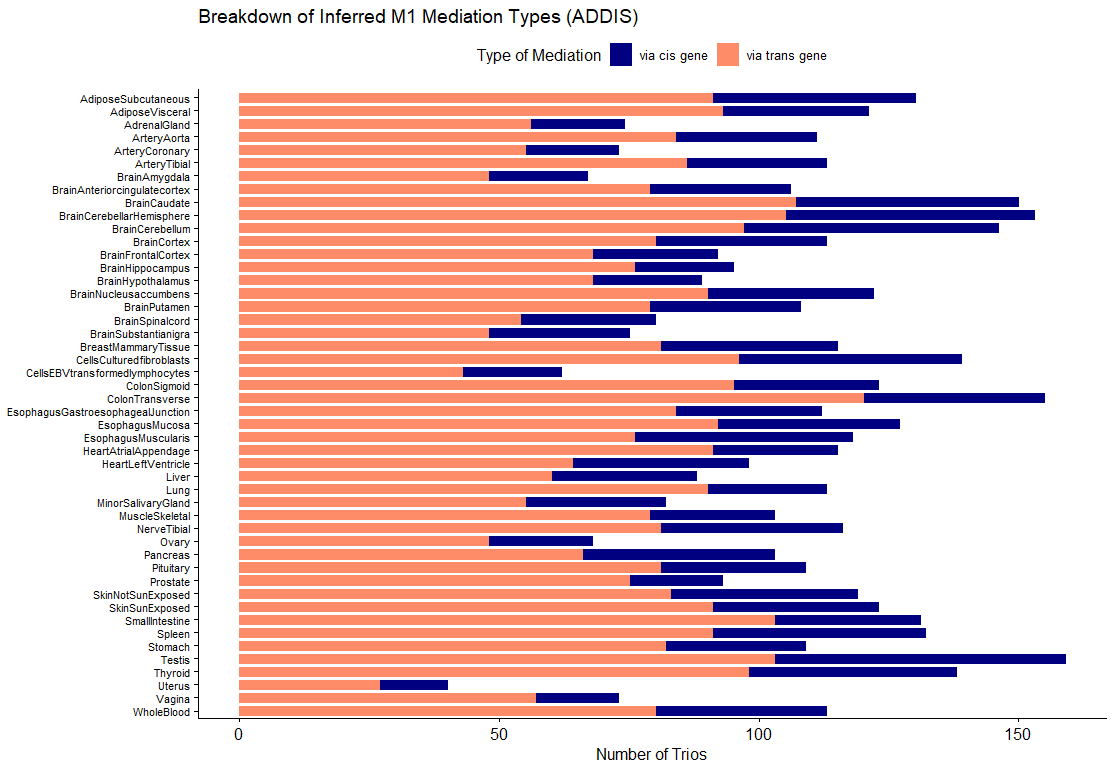 Breakdown of Inferred M1 Mediation Types (ADDIS)
Type of Mediation via cis gene via trans gene
AdiposeSubcutaneous
AdiposeVisceral
AdrenalGland
ArteryAorta
ArteryCoronary
ArteryTibial
BrainAmygdala
BrainAnteriorcingulatecortex
BrainCaudate
BrainCerebellarHemisphere
BrainCerebellum
BrainCortex
BrainFrontalCortex
BrainHippocampus
BrainHypothalamus
BrainNucleusaccumbens
BrainPutamen
BrainSpinalcord
BrainSubstantianigra
BreastMammaryTissue
CellsCulturedfibroblasts
CellsEBVtransformedlymphocytes
ColonSigmoid
ColonTransverse
EsophagusGastroesophagealJunction
EsophagusMucosa
EsophagusMuscularis
HeartAtrialAppendage
HeartLeftVentricle
Liver
Lung
MinorSalivaryGland
MuscleSkeletal
NerveTibial
Ovary
Pancreas
Pituitary
Prostate
SkinNotSunExposed
SkinSunExposed
SmallIntestine
Spleen
Stomach
Testis
Thyroid
Uterus
Vagina
WholeBlood
0 50 100 150
Number of Trios